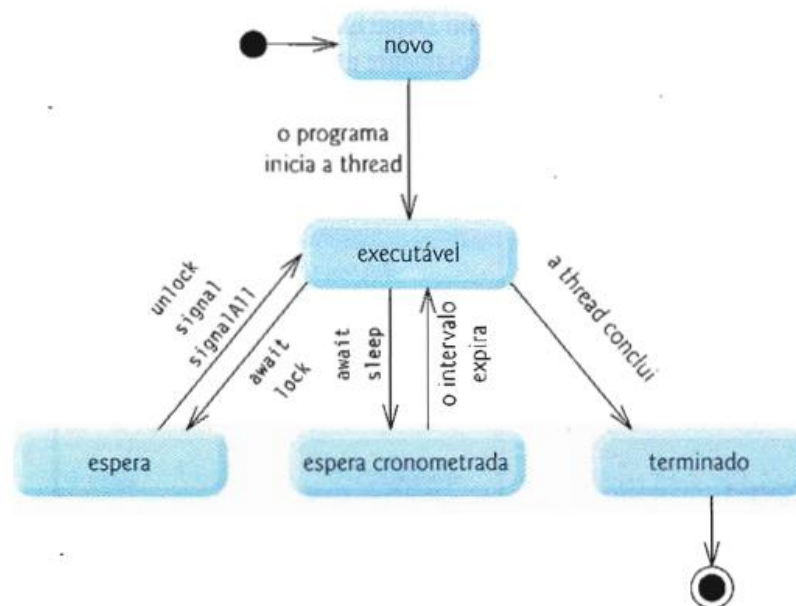 novo
o programa
inicia a thread
executável
unlock
signal
signalAll
await
lock
await
sleep
o intervalo
expira
a thread conclui
espera
espera cronometrada
terminado